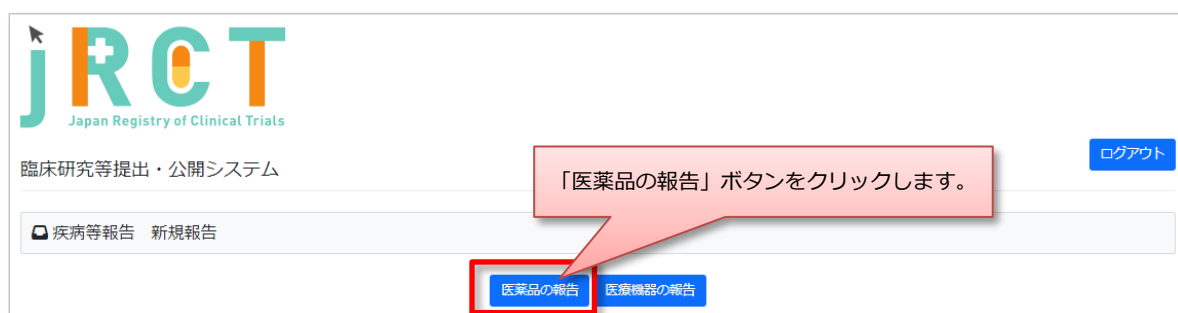 jRCT
Japan Registry of Clinical Trials
ログアウト
臨床研究等提出・公開システム
「医薬品の報告」ボタンをクリックします。
疾病等報告　新規報告
医薬品の報告
医療機器の報告